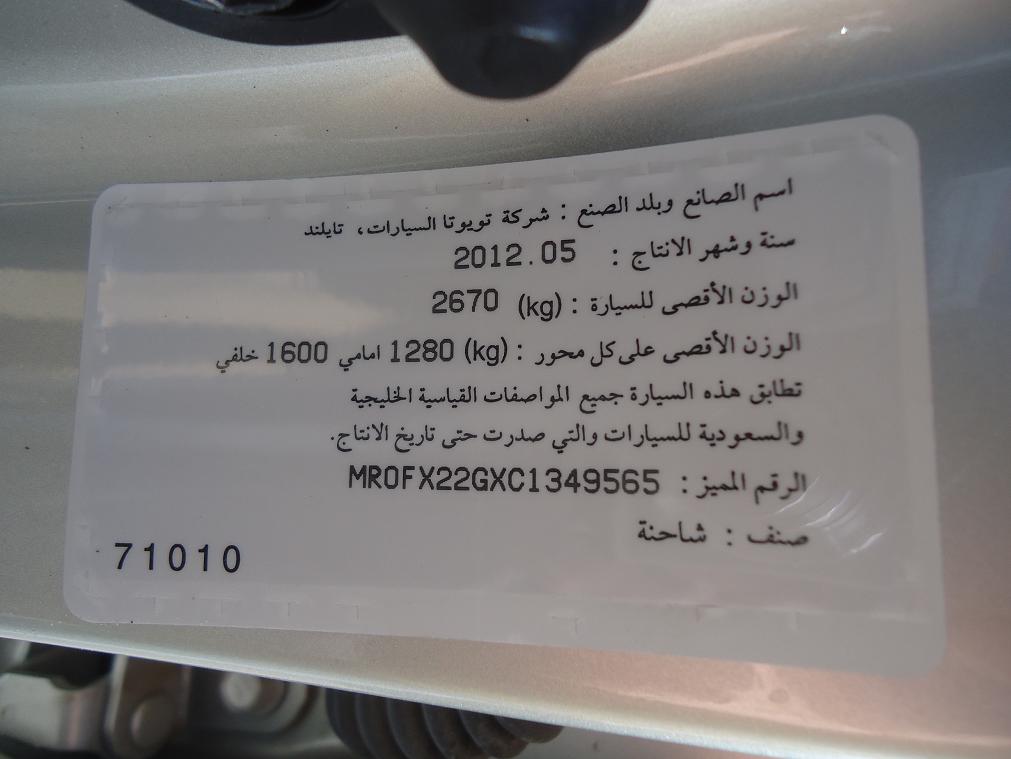 اسم الصانع وبلد الصنع : شركة تويوتا السيارات، تايلند
سنة وشهر الانتاج : 2012.05
الوزن الأقصى للسيارة : (kg) 2670
الوزن الأقصى على كل محور : (kg) 1280 امامي 1600 خلفي
تطابق هذه السيارة جميع المواصفات القياسية الخليجية
والسعودية للسيارات والتي صدرت حتى تاريخ الانتاج.
الرقم المميز : MR0FX22GXC1349565
صنف : شاحنة
71010